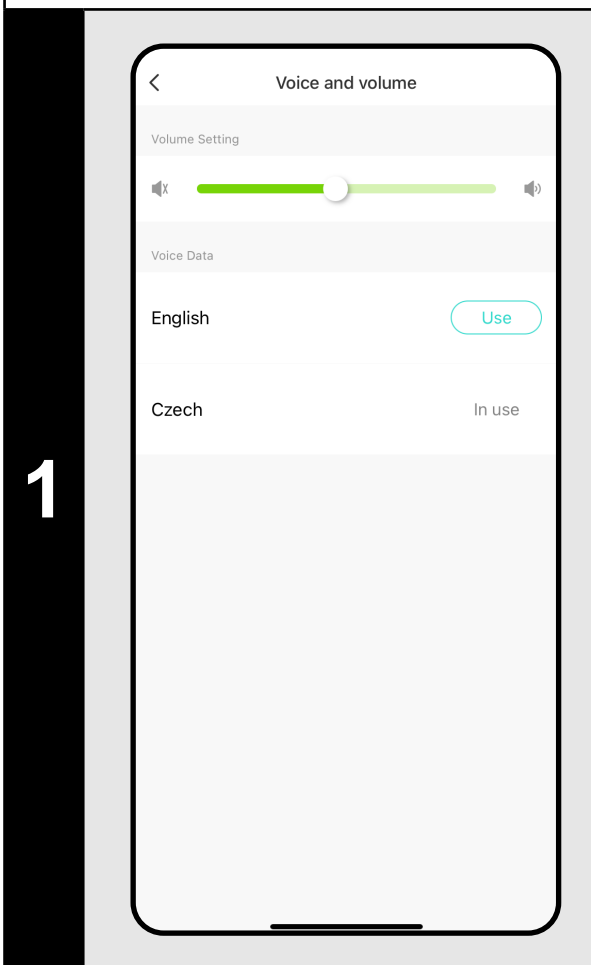 Voice and volume
Volume Setting
Voice Data
English
Use
Czech
In use
1